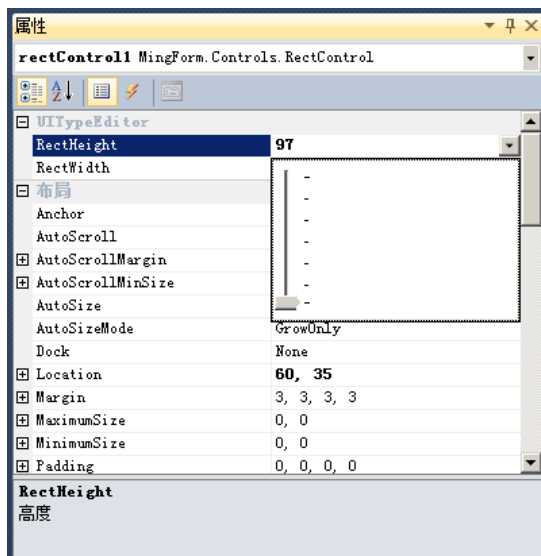 属性
rectControl1 MingForm.Controls.RectControl
UITypeEditor
RectHeight 97
RectWidth
布局
Anchor
AutoScroll
AutoScrollMargin
AutoScrollMinSize
AutoSize
AutoSizeMode GrowOnly
Dock None
Location 60, 35
Margin 3, 3, 3, 3
MaximumSize 0, 0
MinimumSize 0, 0
Padding 0, 0, 0, 0
RectHeight
高度